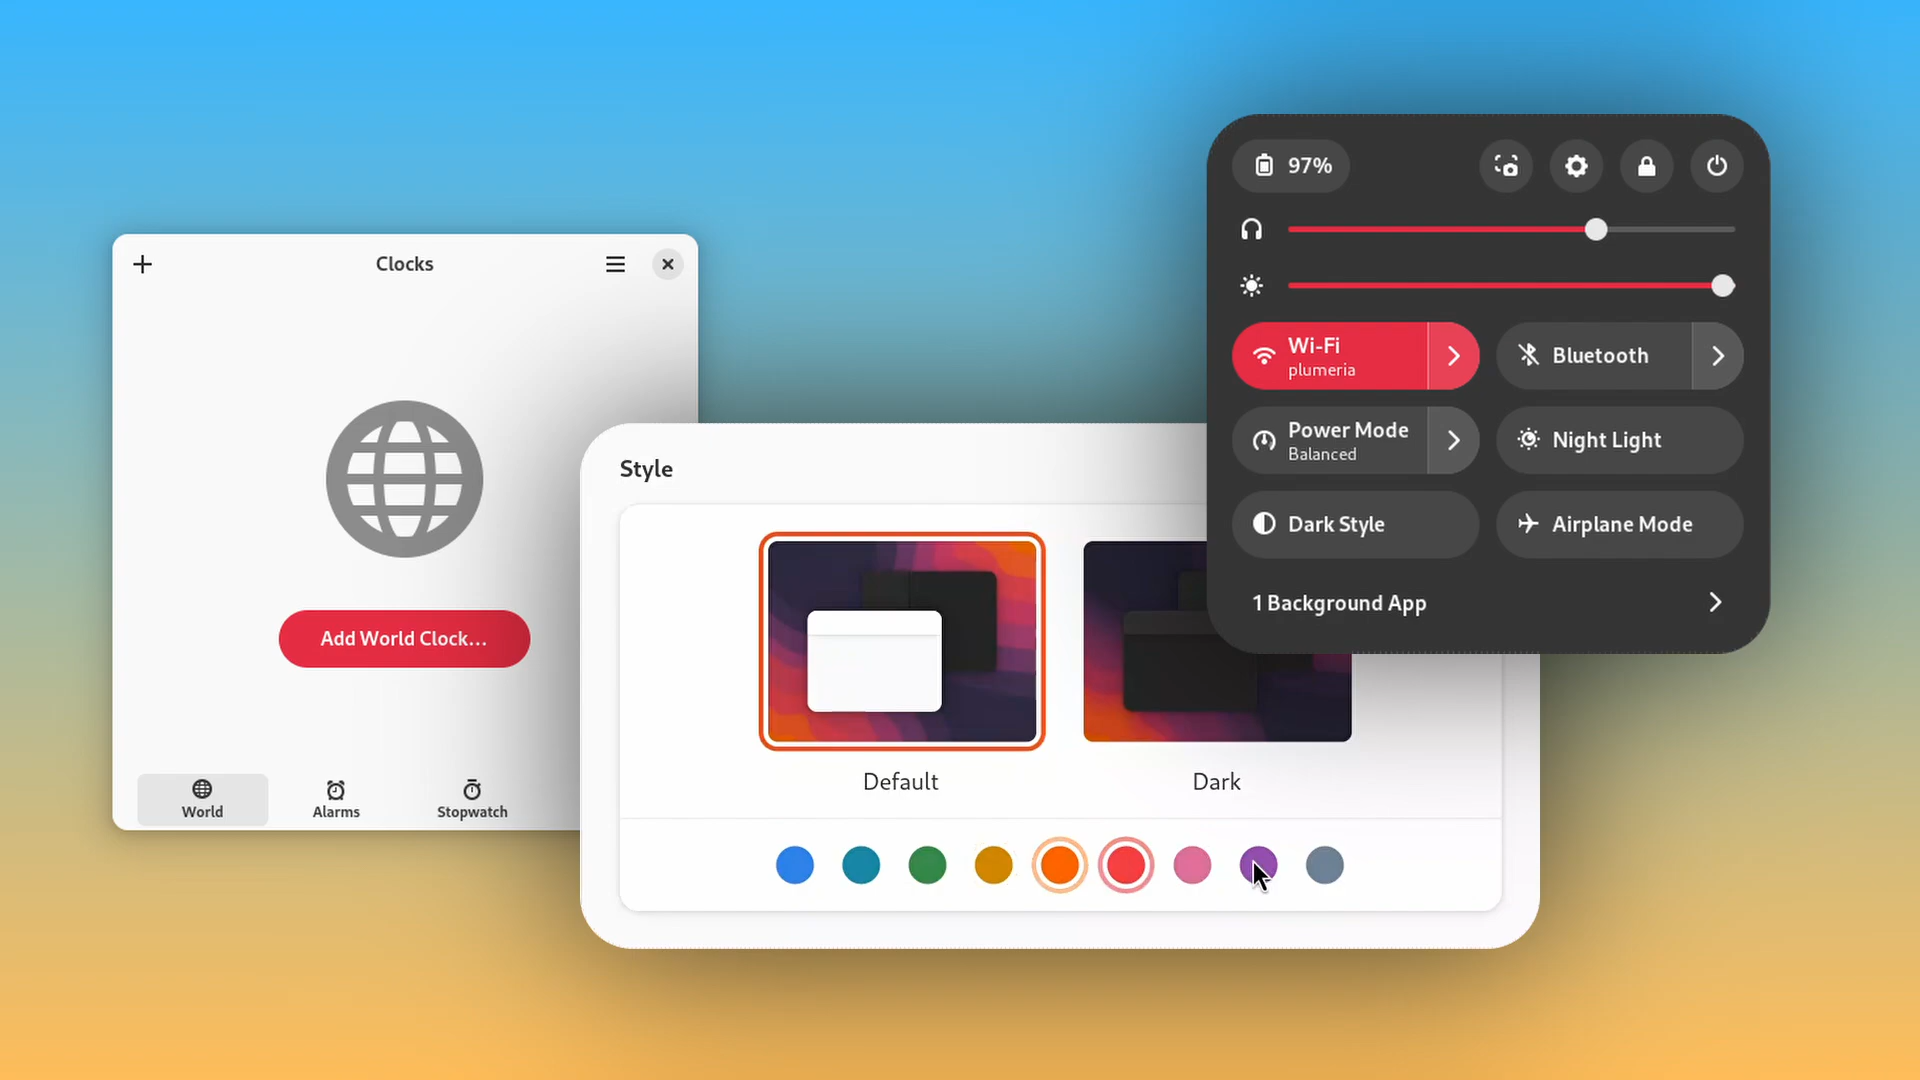 Clocks
Add World Clock…
World
Alarms
Stopwatch
Style
Default
Dark
97%
Wi-Fi
plumeria
Bluetooth
Power Mode
Balanced
Night Light
Dark Style
Airplane Mode
1 Background App